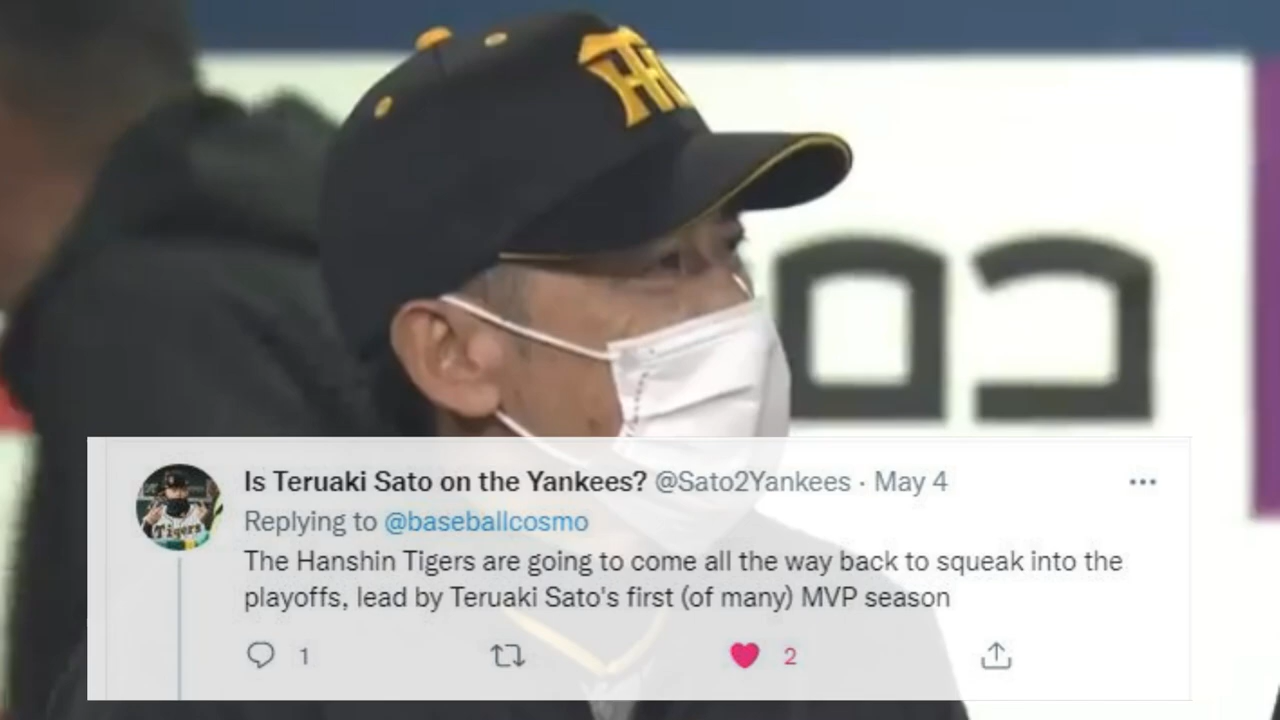 Is Teruaki Sato on the Yankees? @Sato2Yankees · May 4
Replying to @baseballcosmo
The Hanshin Tigers are going to come all the way back to squeak into the
playoffs, lead by Teruaki Sato's first (of many) MVP season
1 2
Tigers